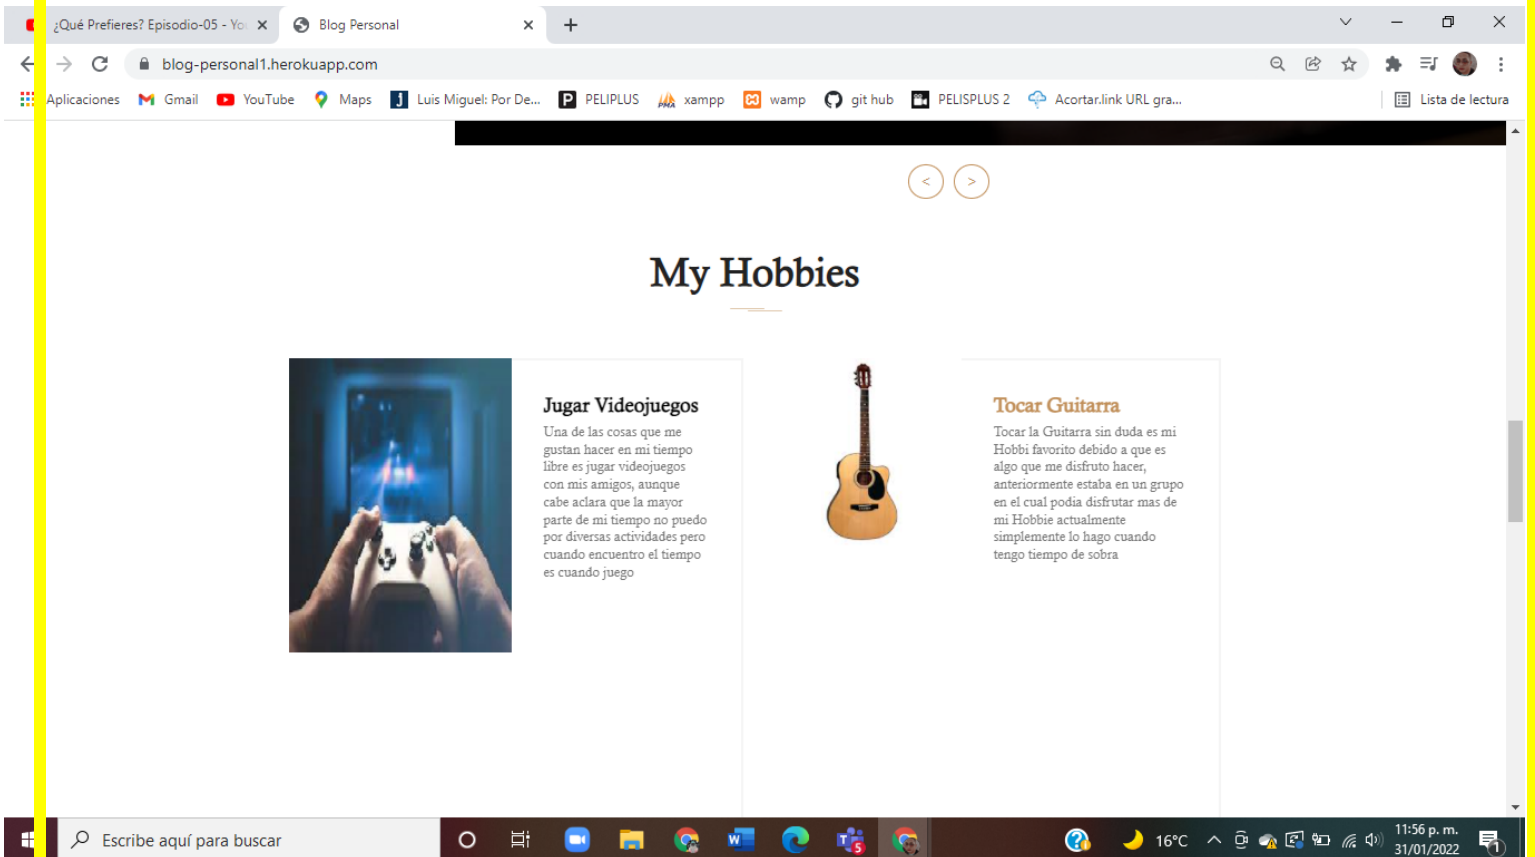 ¿Qué Prefieres? Episodio-05 - You
Blog Personal
blog-personal1.herokuapp.com
Aplicaciones
Gmail
YouTube
Maps
Luis Miguel: Por De...
PELIPLUS
xampp
wamp
git hub
PELISPLUS 2
Acortar.link URL gra...
Lista de lectura
< >
My Hobbies
Jugar Videojuegos
Una de las cosas que me
gustan hacer en mi tiempo
libre es jugar videojuegos
con mis amigos, aunque
cabe aclara que la mayor
parte de mi tiempo no puedo
por diversas actividades pero
cuando encuentro el tiempo
es cuando juego
Tocar Guitarra
Tocar la Guitarra sin duda es mi
Hobbi favorito debido a que es
algo que me disfruto hacer,
anteriormente estaba en un grupo
en el cual podia disfrutar mas de
mi Hobbie actualmente
simplemente lo hago cuando
tengo tiempo de sobra
Escribe aquí para buscar
16°C
11:56 p. m.
31/01/2022